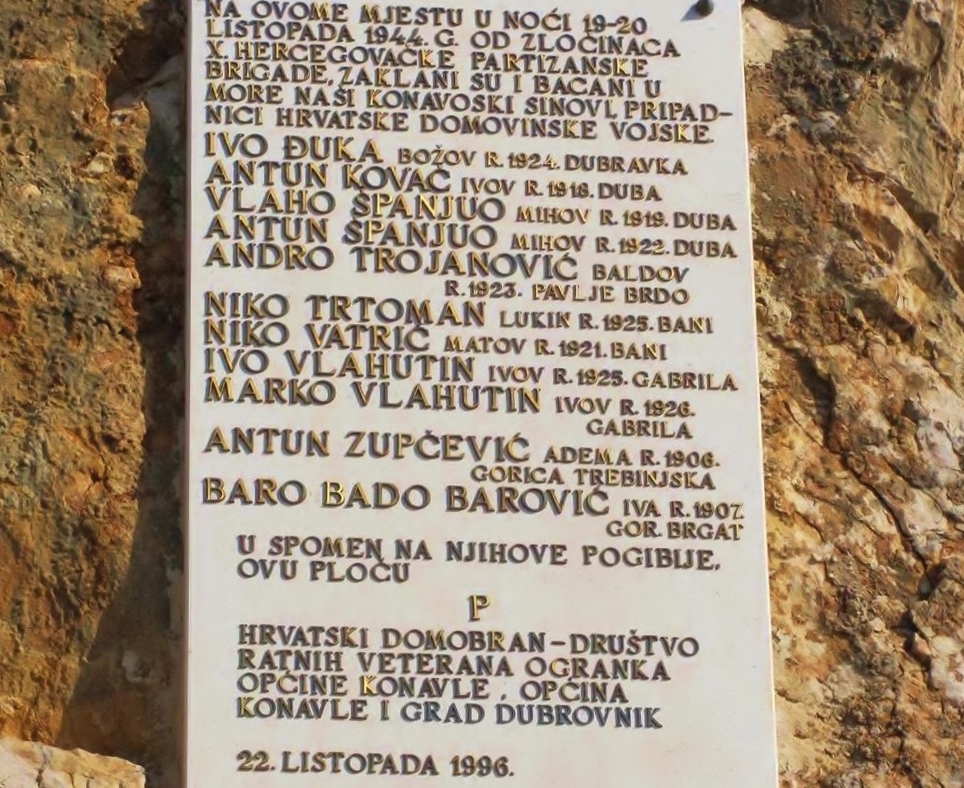 NA OVOME MJESTU U NOĆI 19-20
LISTOPADA 1944.G. OD ZLOČINACA
X. HERCEGOVAČKE PARTIZANSKE
BRIGADE, ZAKLANI SU I BACANI U
MORE NAŠI KONAVOSKI SINOVI, PRIPAD-
NICI HRVATSKE DOMOVINSKE VOJSKE.
IVO ĐUKA BOŽOV R.1924. DUBRAVKA
ANTUN KOVAČ IVOV R.1918. DUBA
VLAHO ŠPANJUO MIHOV R.1919. DUBA
ANTUN ŠPANJUO MIHOV R.1922. DUBA
ANDRO TROJANOVIĆ BALDOV
R.1923. PAVLJE BRDO
NIKO TRTOMAN LUKIN R.1925. BANI
NIKO VATRIĆ MATOV R.1921. BANI
IVO VLAHUTIN IVOV R.1925. GABRILA
MARKO VLAHUTIN IVOV R.1926.
GABRILA
ANTUN ZUPČEVIĆ ADEMA R.1906.
GORICA TREBINJSKA
BARO BADO BAROVIĆ IVA R.1907.
GOR. BRGAT
U SPOMEN NA NJIHOVE POGIBIJE,
OVU PLOČU
P
HRVATSKI DOMOBRAN-DRUŠTVO
RATNIH VETERANA OGRANKA
OPĆINE KONAVLE, OPĆINA
KONAVLE I GRAD DUBROVNIK
22. LISTOPADA 1996.